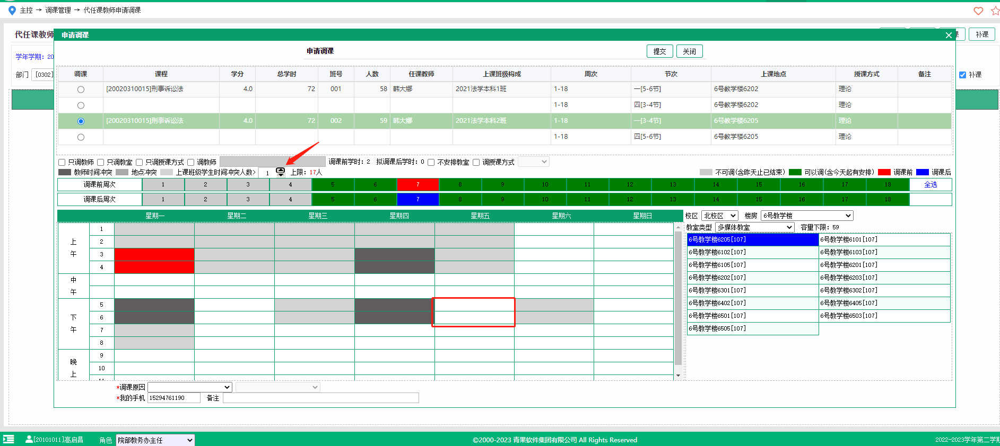 主控 → 调课管理 → 代任课教师申请调课
代任课教师
课 补课
申请调课
学年学期: 20
部门 [0302]
补课
申请调课 提交 关闭
调课 课程 学分 总学时 班号 人数 任课教师 上课班级构成 周次 节次 上课地点 授课方式 备注
[20020310015]刑事诉讼法 4.0 72 001 58 韩大娜 2021法学本科1班 1-18 一[5-6节] 6号教学楼6202 理论
1-18 四[3-4节] 6号教学楼6202 理论
[20020310015]刑事诉讼法 4.0 72 002 59 韩大娜 2021法学本科2班 1-18 一[3-4节] 6号教学楼6205 理论
1-18 四[5-6节] 6号教学楼6205 理论
只调教师 只调教室 只调授课方式 调教师 调课前学时: 2 拟调课后学时: 0 不安排教室 调授课方式
教师时间冲突 地点冲突 上课班级学生时间冲突人数> 1 上限: 17人 不可调(含昨天止已结束) 可以调(含今天起有安排) 调课前 调课后
调课前周次 1 2 3 4 5 6 7 8 9 10 11 12 13 14 15 16 17 18 全选
调课后周次 1 2 3 4 5 6 7 8 9 10 11 12 13 14 15 16 17 18
星期一 星期二 星期三 星期四 星期五 星期六 星期日
上午
1
2
3
4
中午
下午
5
6
7
8
晚上
9
10
11
校区 北校区 楼房 6号教学楼
教室类型 多媒体教室 容量下限: 59
6号教学楼6205[107] 6号教学楼6101[107]
6号教学楼6102[107] 6号教学楼6103[107]
6号教学楼6105[107] 6号教学楼6201[107]
6号教学楼6202[107] 6号教学楼6203[107]
6号教学楼6301[107] 6号教学楼6302[107]
6号教学楼6402[107] 6号教学楼6405[107]
6号教学楼6501[107] 6号教学楼6503[107]
6号教学楼6505[107]
*调课原因
*我的手机 15294761190 备注
[20101011]高启昌 角色 院部教务办主任 ©2000-2023 青果软件集团有限公司 All Rights Reserved 2022-2023学年第二学期